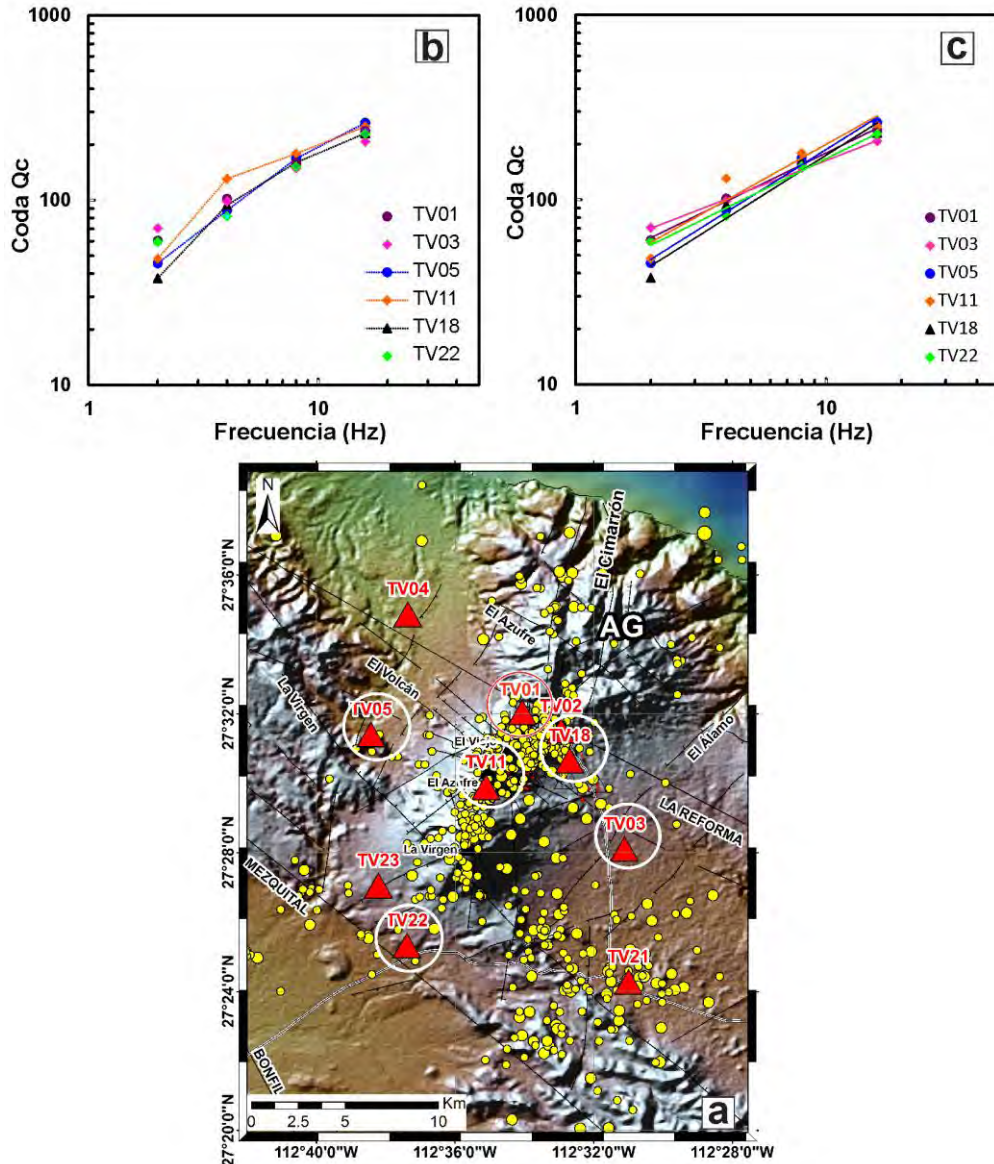 1000
b
100
10
1
10
Coda Qc
Frecuencia (Hz)
TV01
TV03
TV05
TV11
TV18
TV22
1000
c
100
10
1
10
Coda Qc
Frecuencia (Hz)
TV01
TV03
TV05
TV11
TV18
TV22
N
El Cimarrón
27°36'0"N
TV04
El Azufre
AG
El Volcán
La Virgen
TV01
27°32'0"N
TV05
TV02
El Álamo
TV18
TV11
El Azufre
LA REFORMA
TV03
27°28'0"N
La Virgen
TV23
MEZQUITAL
TV22
TV21
27°24'0"N
BONFIL
Km
0 2.5 5 10
a
27°20'0"N
112°40'0"W 112°36'0"W 112°32'0"W 112°28'0"W